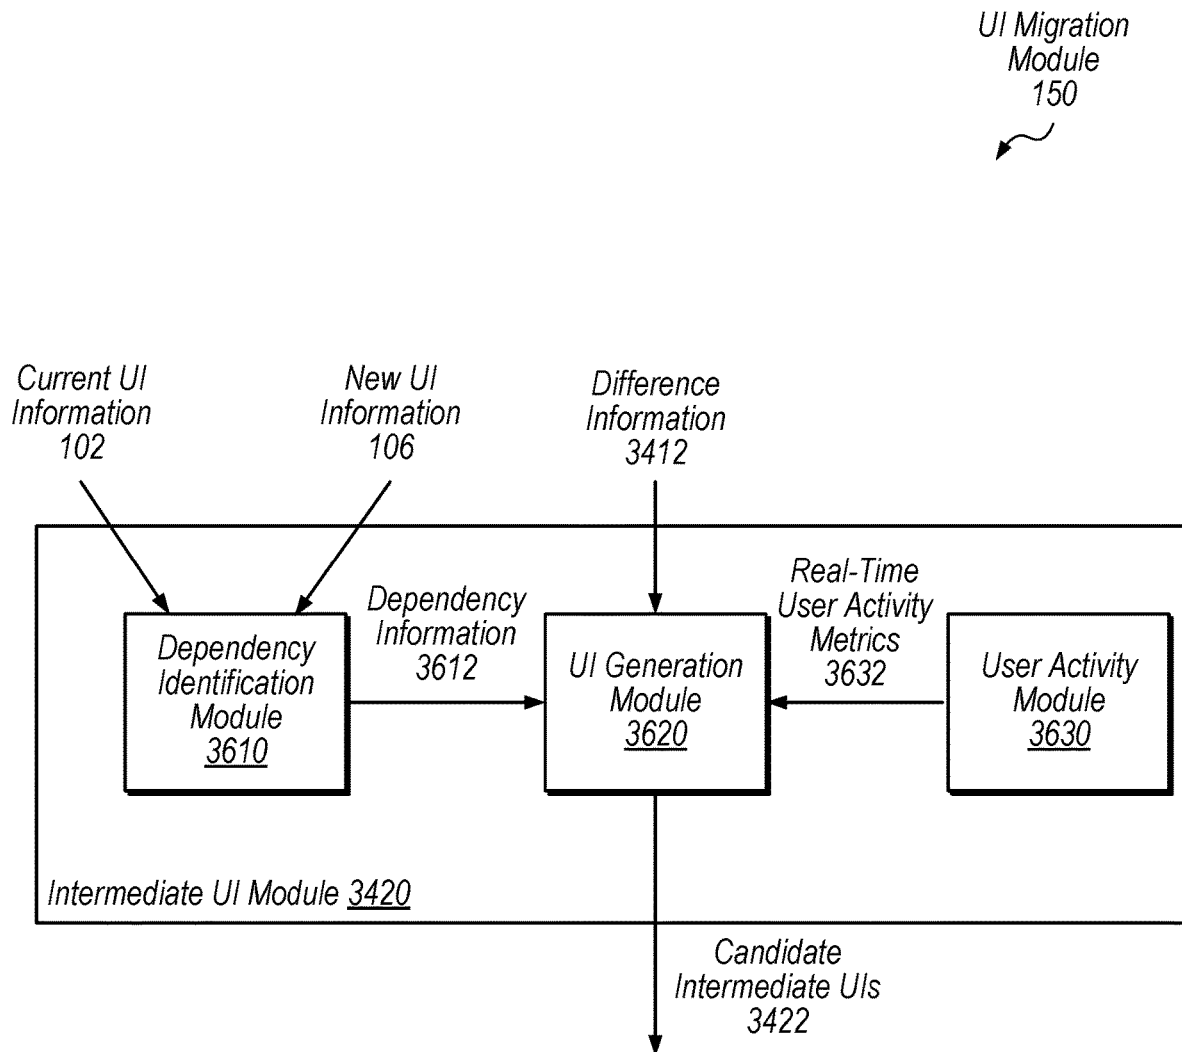 UI Migration
Module
150
Current UI
Information
102
New UI
Information
106
Difference
Information
3412
Dependency
Identification
Module
3610
Dependency
Information
3612
UI Generation
Module
3620
Real-Time
User Activity
Metrics
3632
User Activity
Module
3630
Intermediate UI Module 3420
Candidate
Intermediate UIs
3422